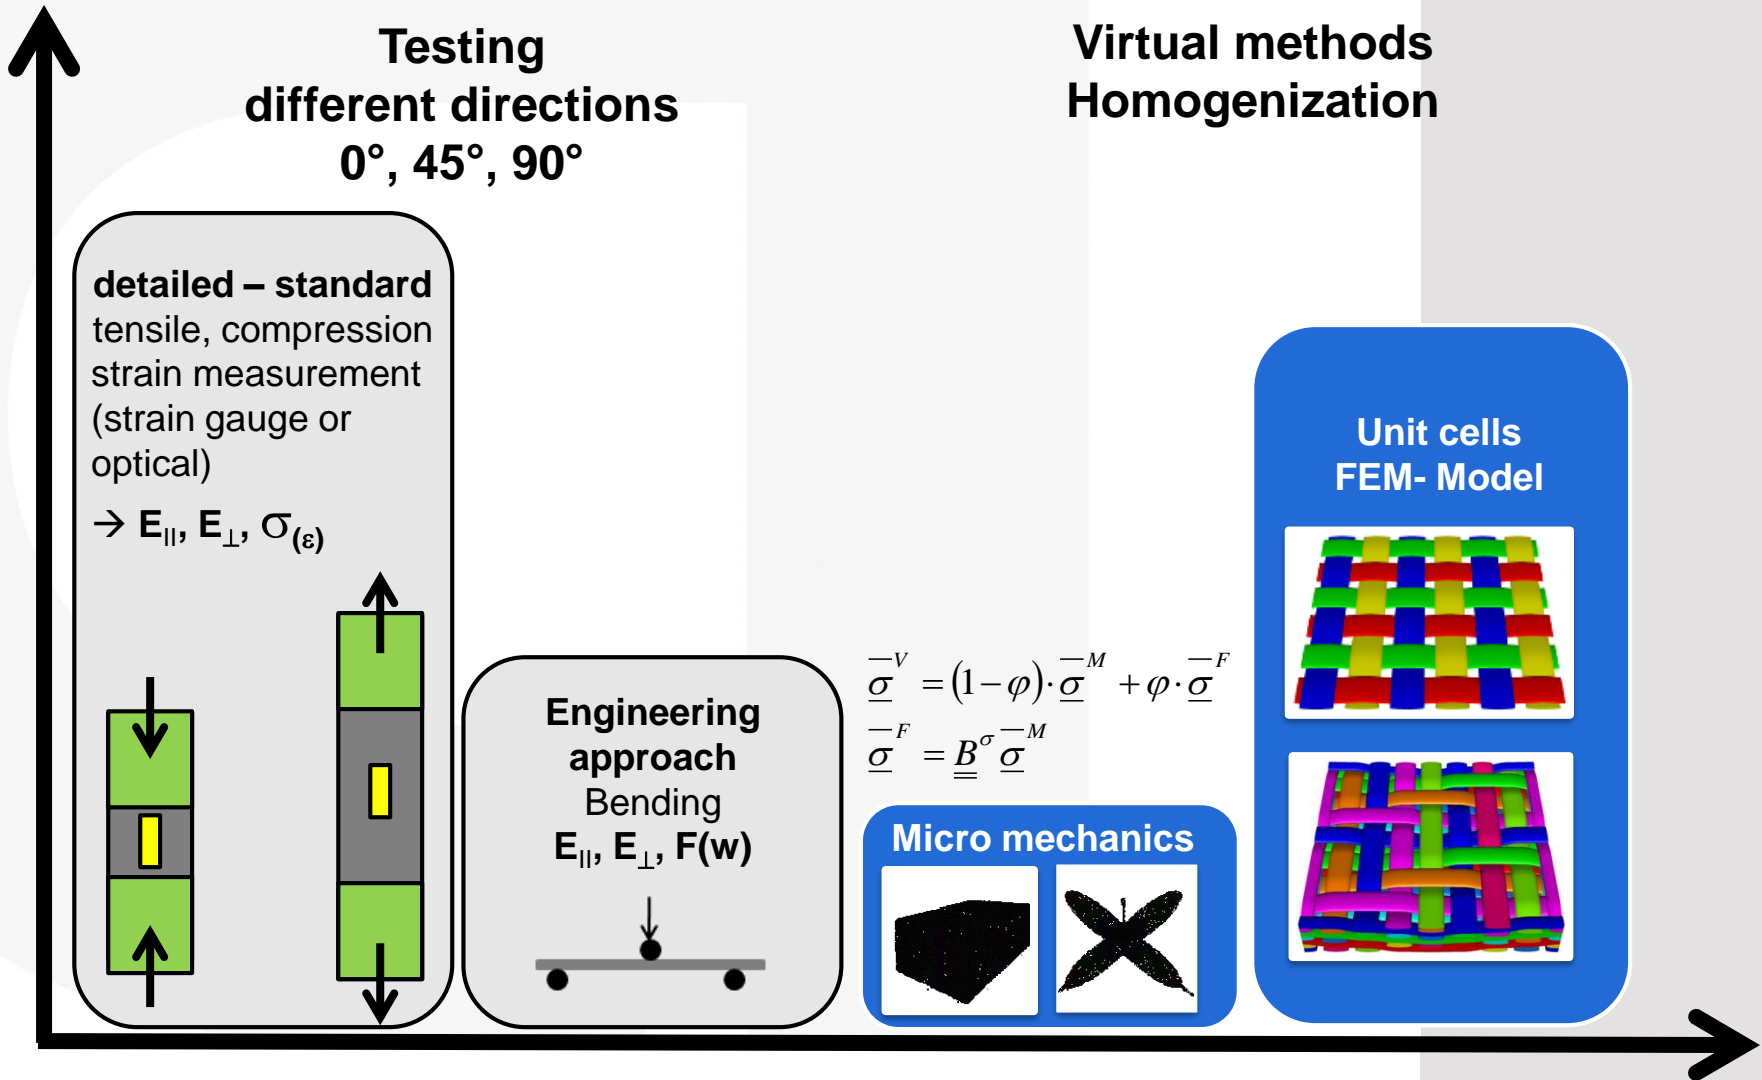 Testing
different directions
0°, 45°, 90°
Virtual methods
Homogenization
detailed – standard
tensile, compression
strain measurement
(strain gauge or
optical)
→ E||, E⊥, σ(ε)
Engineering
approach
Bending
E||, E⊥, F(w)
σ̲̅^V = (1−φ)·σ̲̅^M + φ·σ̲̅^F
σ̲̅^F = B̳^σ σ̲̅^M
Micro mechanics
Unit cells
FEM- Model